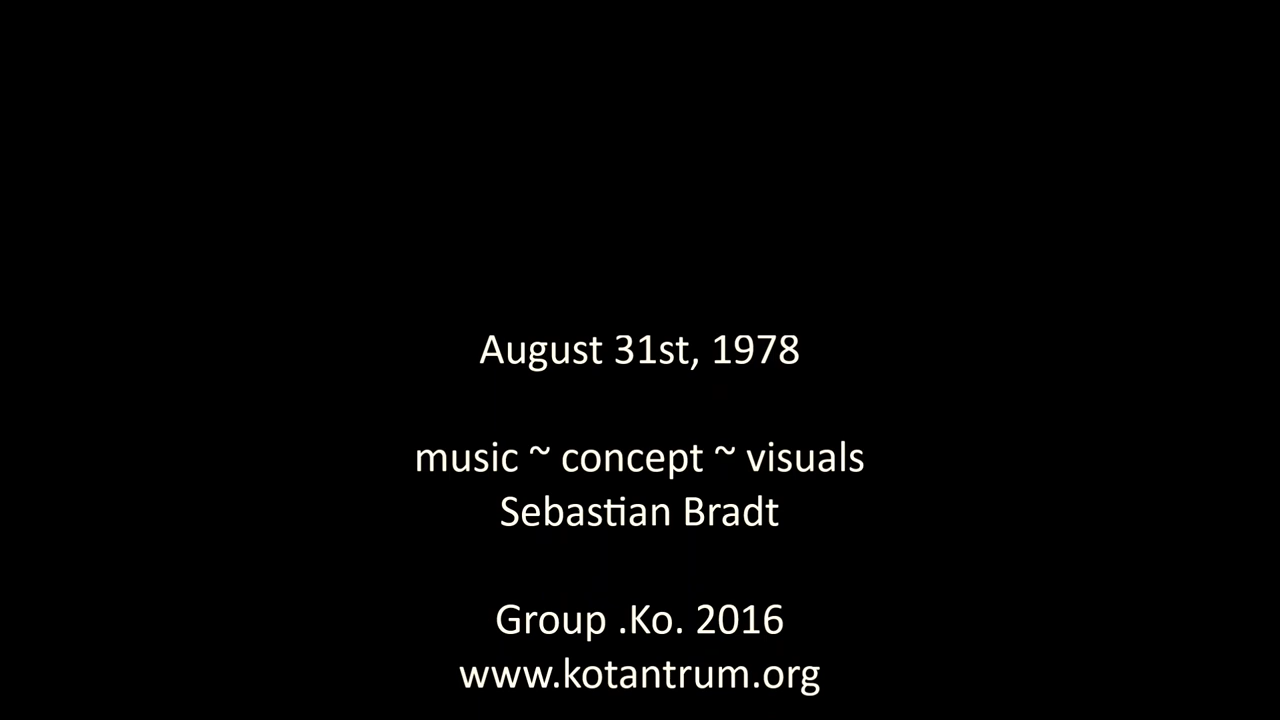 August 31st, 1978
music ~ concept ~ visuals
Sebastian Bradt
Group .Ko. 2016
www.kotantrum.org